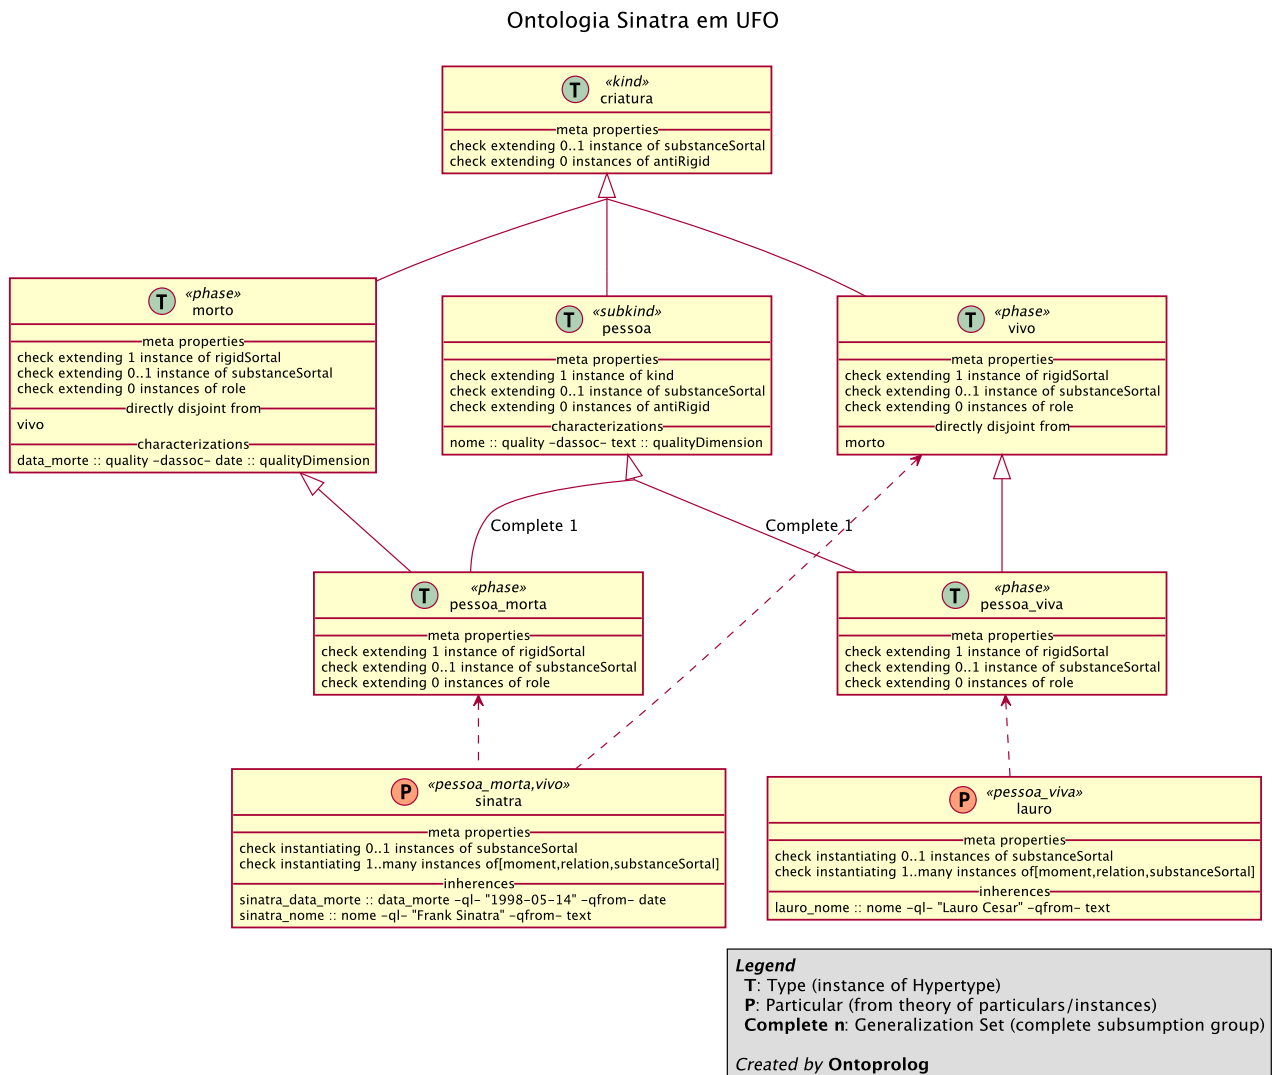 Ontologia Sinatra em UFO
T
«kind»
criatura
meta properties
check extending 0..1 instance of substanceSortal
check extending 0 instances of antiRigid
T
«phase»
morto
meta properties
check extending 1 instance of rigidSortal
check extending 0..1 instance of substanceSortal
check extending 0 instances of role
directly disjoint from
vivo
characterizations
data_morte :: quality -dassoc- date :: qualityDimension
T
«subkind»
pessoa
meta properties
check extending 1 instance of kind
check extending 0..1 instance of substanceSortal
check extending 0 instances of antiRigid
characterizations
nome :: quality -dassoc- text :: qualityDimension
T
«phase»
vivo
meta properties
check extending 1 instance of rigidSortal
check extending 0..1 instance of substanceSortal
check extending 0 instances of role
directly disjoint from
morto
Complete 1
Complete 1
T
«phase»
pessoa_morta
meta properties
check extending 1 instance of rigidSortal
check extending 0..1 instance of substanceSortal
check extending 0 instances of role
T
«phase»
pessoa_viva
meta properties
check extending 1 instance of rigidSortal
check extending 0..1 instance of substanceSortal
check extending 0 instances of role
P
«pessoa_morta,vivo»
sinatra
meta properties
check instantiating 0..1 instances of substanceSortal
check instantiating 1..many instances of[moment,relation,substanceSortal]
inherences
sinatra_data_morte :: data_morte -ql- "1998-05-14" -qfrom- date
sinatra_nome :: nome -ql- "Frank Sinatra" -qfrom- text
P
«pessoa_viva»
lauro
meta properties
check instantiating 0..1 instances of substanceSortal
check instantiating 1..many instances of[moment,relation,substanceSortal]
inherences
lauro_nome :: nome -ql- "Lauro Cesar" -qfrom- text
Legend
T: Type (instance of Hypertype)
P: Particular (from theory of particulars/instances)
Complete n: Generalization Set (complete subsumption group)
Created by Ontoprolog